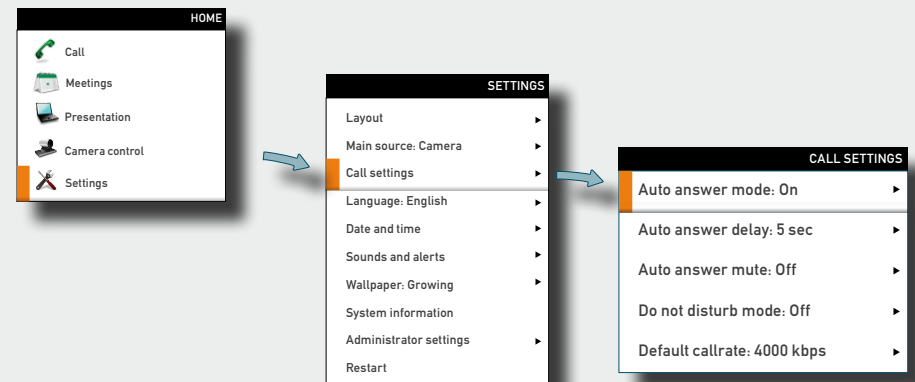 HOME
Call
Meetings
Presentation
Camera control
Settings
SETTINGS
Layout
Main source: Camera
Call settings
Language: English
Date and time
Sounds and alerts
Wallpaper: Growing
System information
Administrator settings
Restart
CALL SETTINGS
Auto answer mode: On
Auto answer delay: 5 sec
Auto answer mute: Off
Do not disturb mode: Off
Default callrate: 4000 kbps